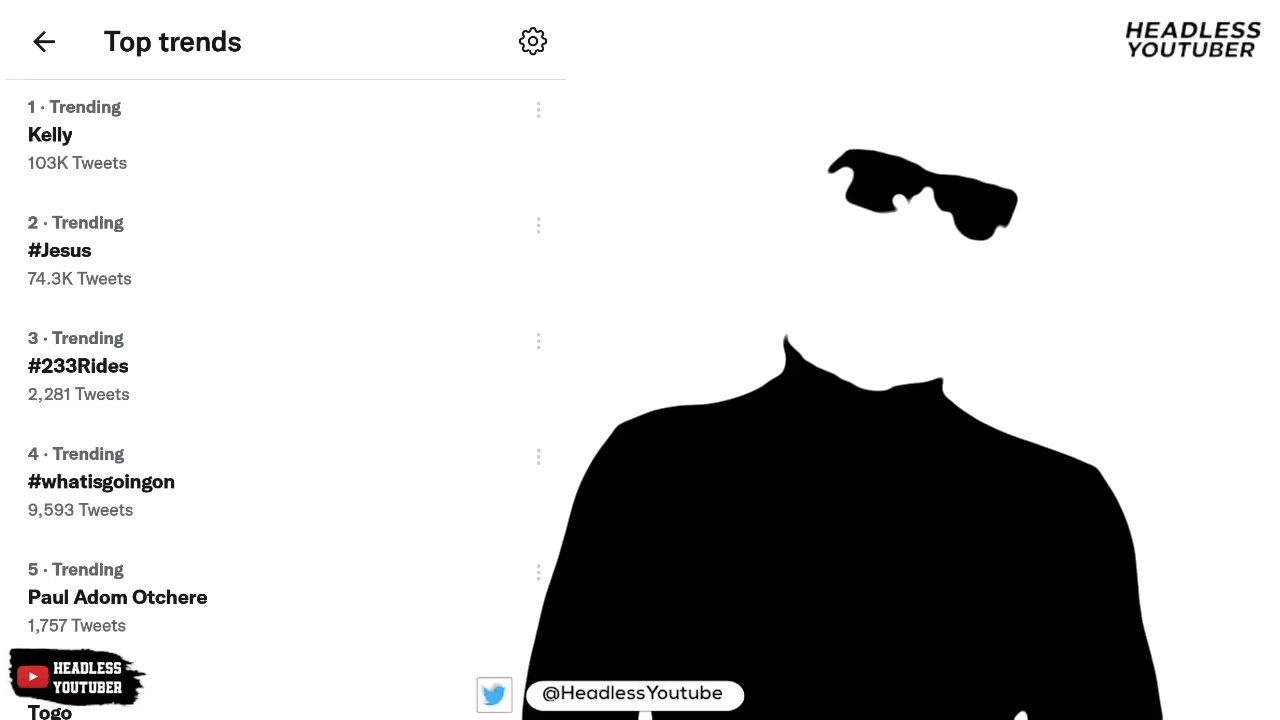 Top trends
HEADLESS
YOUTUBER
1 · Trending
Kelly
103K Tweets
2 · Trending
#Jesus
74.3K Tweets
3 · Trending
#233Rides
2,281 Tweets
4 · Trending
#whatisgoingon
9,593 Tweets
5 · Trending
Paul Adom Otchere
1,757 Tweets
HEADLESS
YOUTUBER
@HeadlessYoutube
Togo